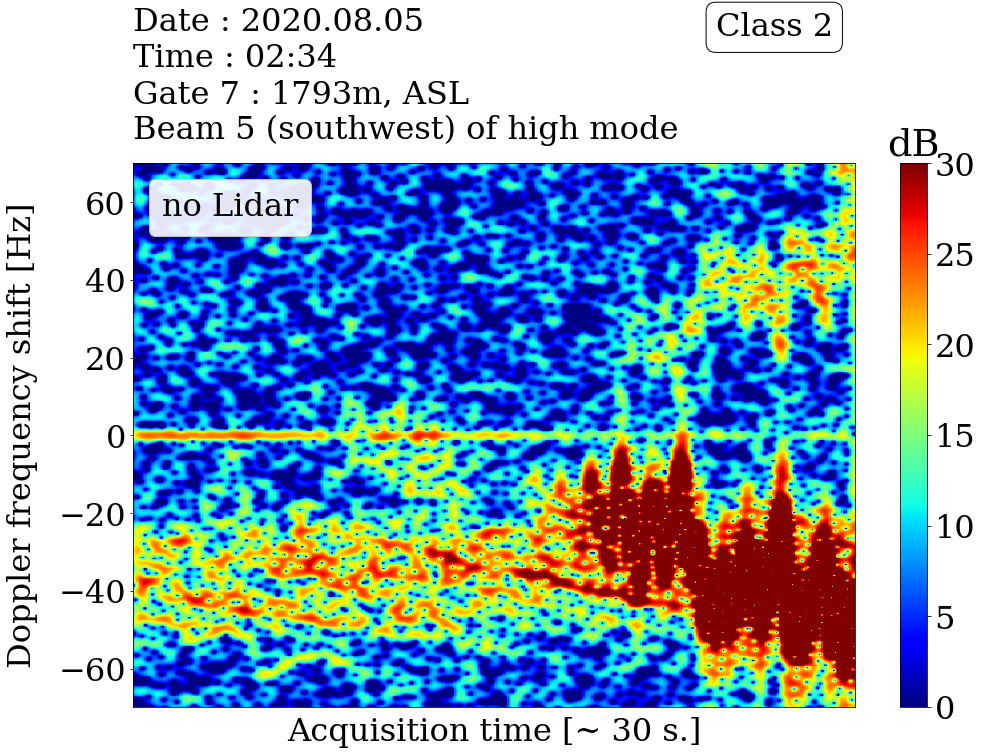 Date : 2020.08.05
Time : 02:34
Gate 7 : 1793m, ASL
Beam 5 (southwest) of high mode
Class 2
dB
no Lidar
Doppler frequency shift [Hz]
60
40
20
0
−20
−40
−60
30
25
20
15
10
5
0
Acquisition time [~ 30 s.]